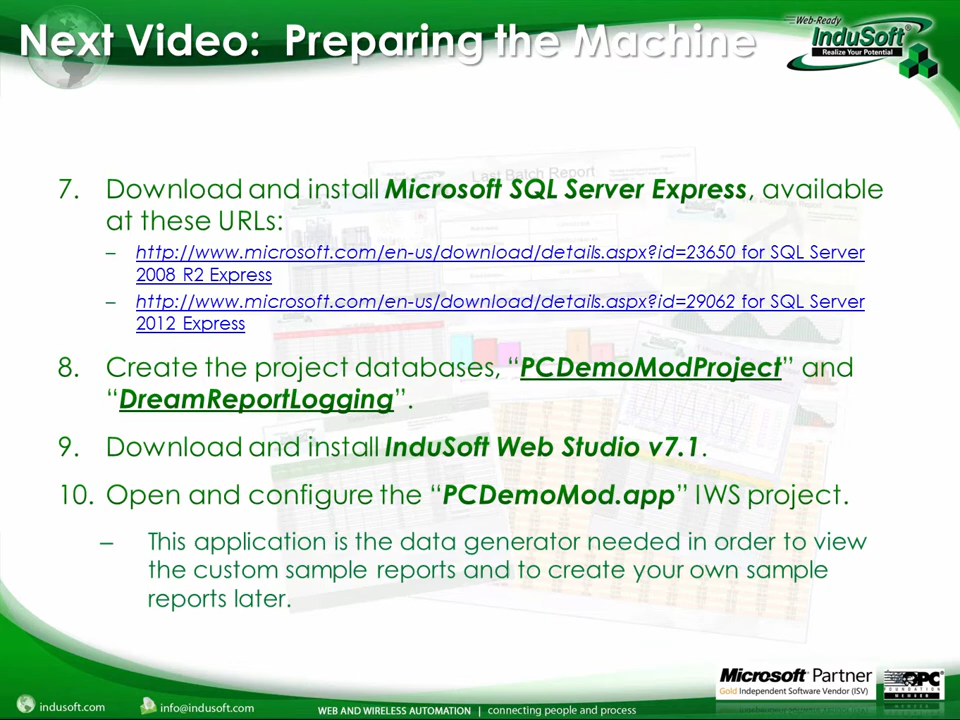 Next Video: Preparing the Machine
Web-Ready
InduSoft®
Realize Your Potential
Last Batch Report
7. Download and install Microsoft SQL Server Express, available
at these URLs:
– http://www.microsoft.com/en-us/download/details.aspx?id=23650 for SQL Server
2008 R2 Express
– http://www.microsoft.com/en-us/download/details.aspx?id=29062 for SQL Server
2012 Express
8. Create the project databases, “PCDemoModProject” and
“DreamReportLogging”.
9. Download and install InduSoft Web Studio v7.1.
10. Open and configure the “PCDemoMod.app” IWS project.
– This application is the data generator needed in order to view
the custom sample reports and to create your own sample
reports later.
Microsoft® Partner
Gold Independent Software Vendor (ISV)
OPC
FOUNDATION
MEMBER
indusoft.com
info@indusoft.com
WEB AND WIRELESS AUTOMATION | connecting people and process